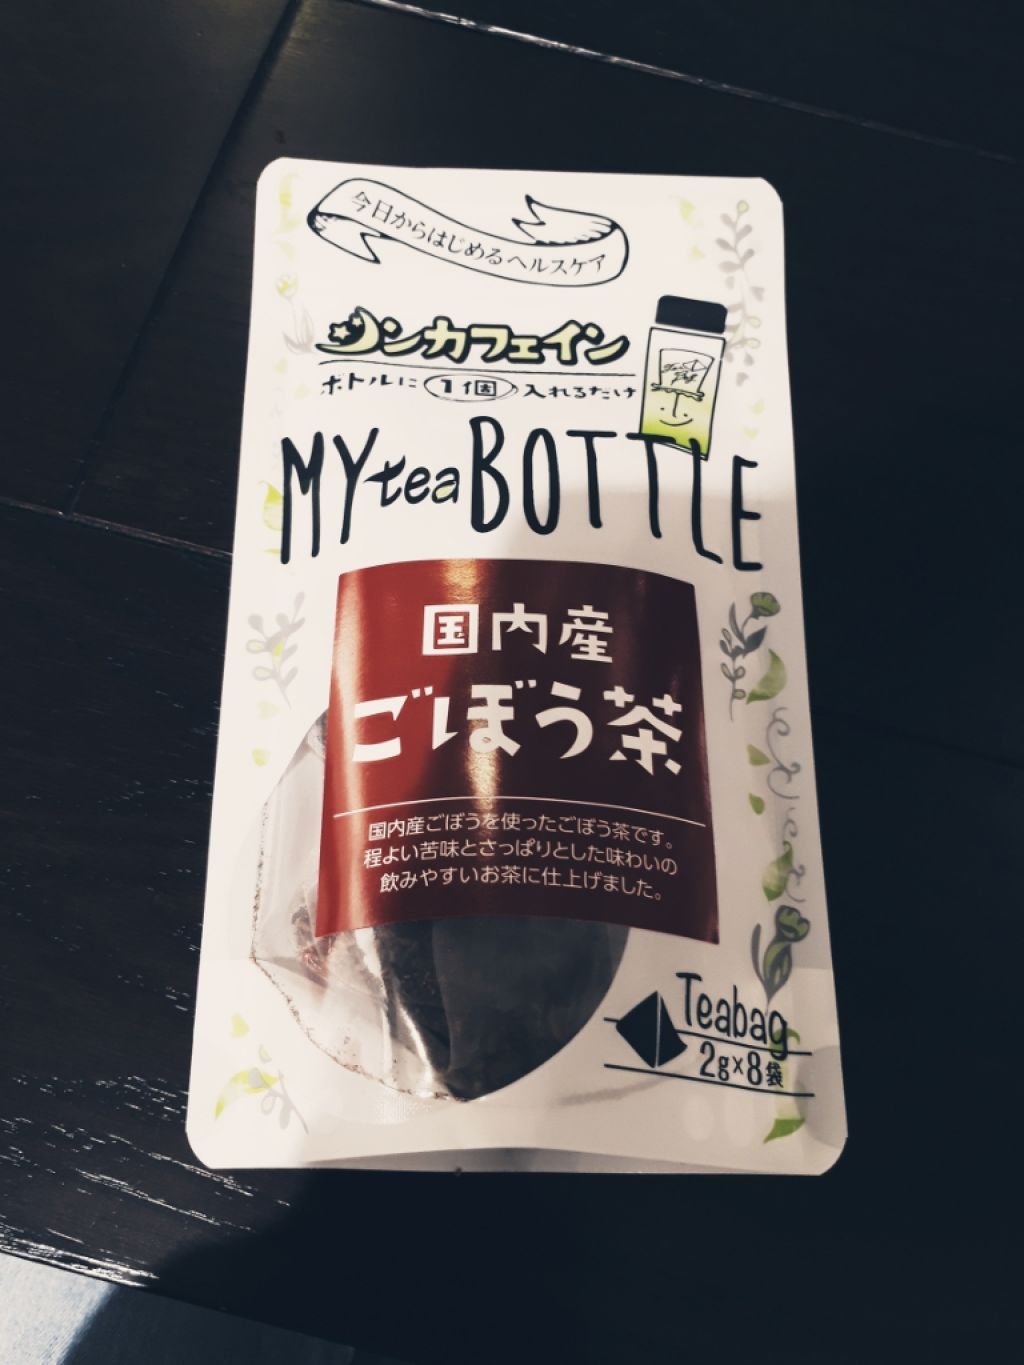 今日からはじめるヘルスケア
ノンカフェイン
ボトルに1個入れるだけ
MY tea BOTTLE
国内産
ごぼう茶
国内産ごぼうを使ったごぼう茶です。
程よい苦味とさっぱりとした味わいの
飲みやすいお茶に仕上げました。
Teabag
2g×8袋